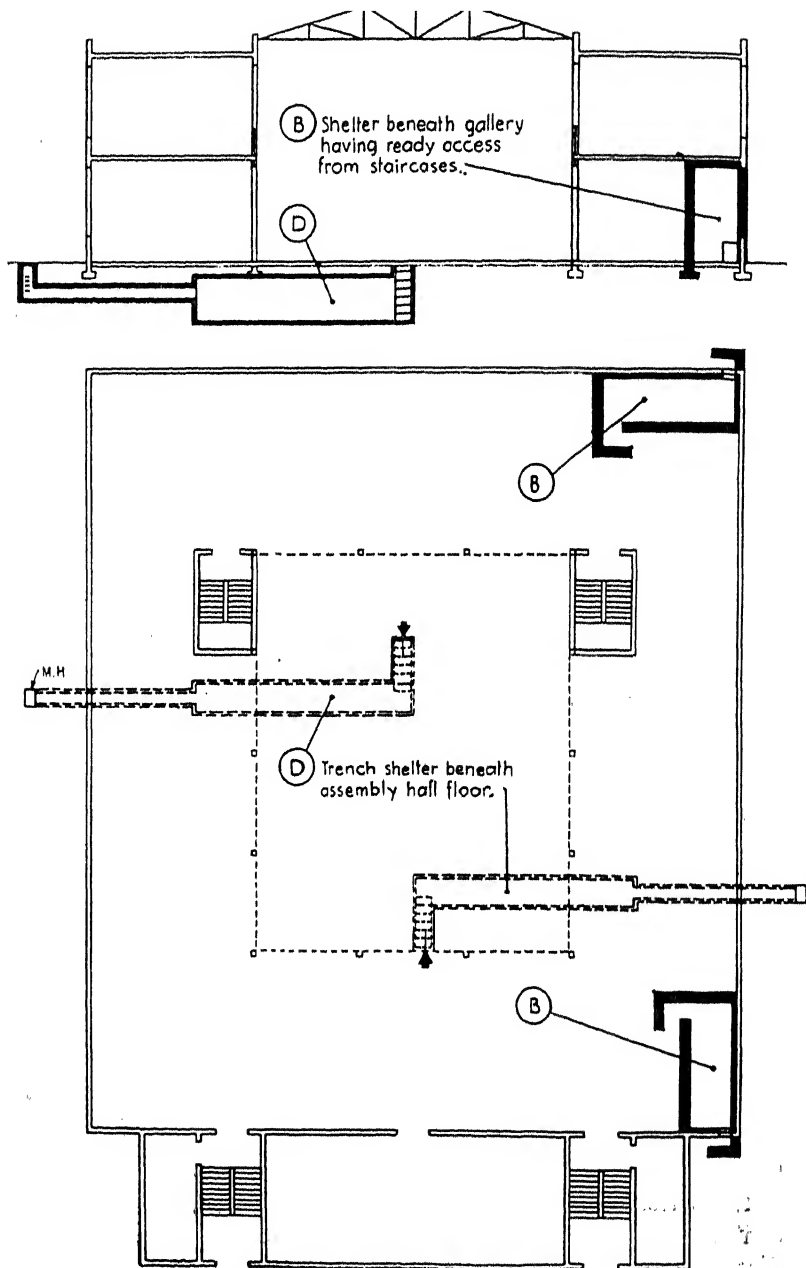 B Shelter beneath gallery
having ready access
from staircases.
D
B
M.H
D Trench shelter beneath
assembly hall floor.
B